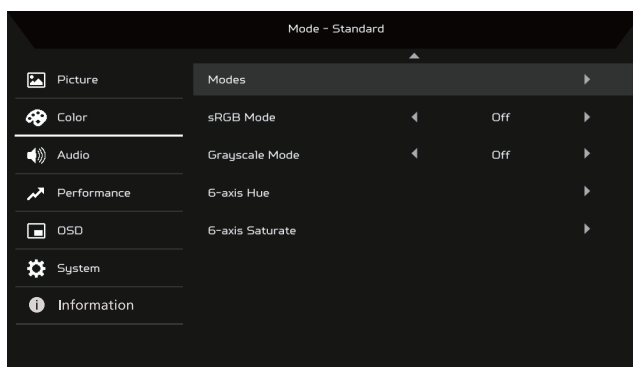 Mode - Standard
Picture
Modes
Color
sRGB Mode
Off
Audio
Grayscale Mode
Off
Performance
6-axis Hue
OSD
6-axis Saturate
System
Information